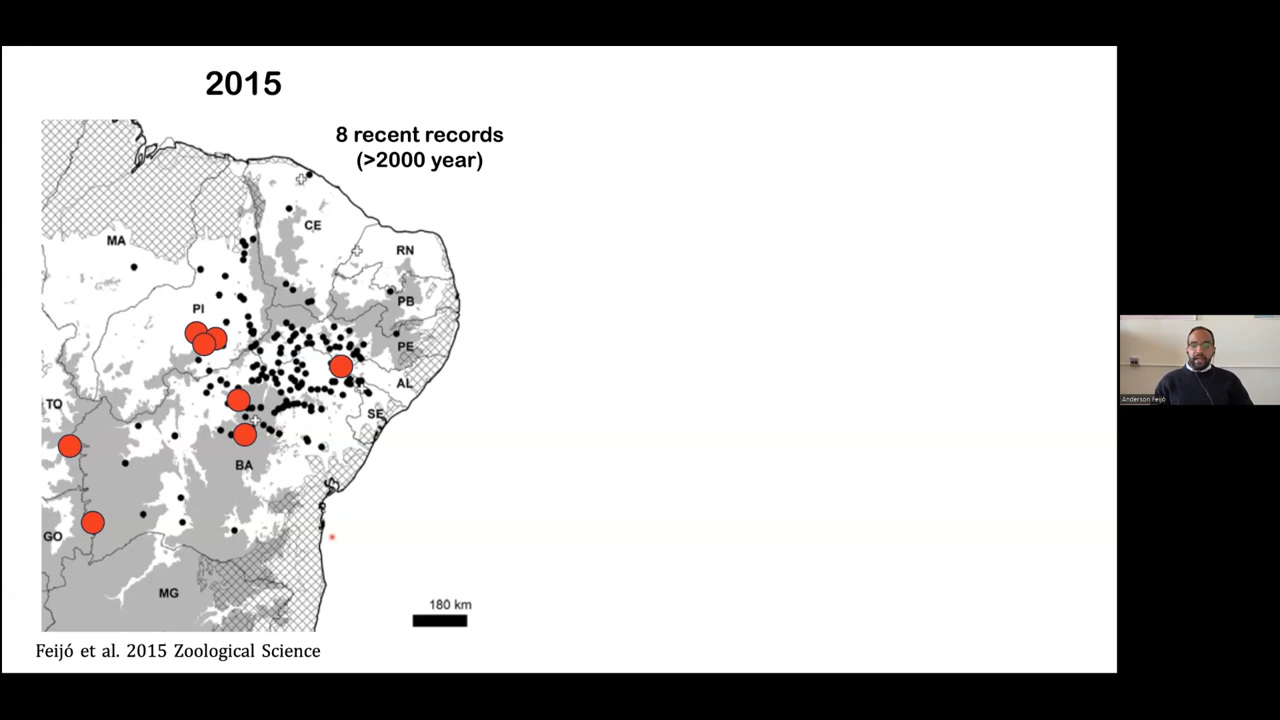 2015
8 recent records
(>2000 year)
CE
MA
RN
PI
PB
PE
AL
TO
SE
BA
GO
MG
180 km
Feijó et al. 2015 Zoological Science
Anderson Feijó